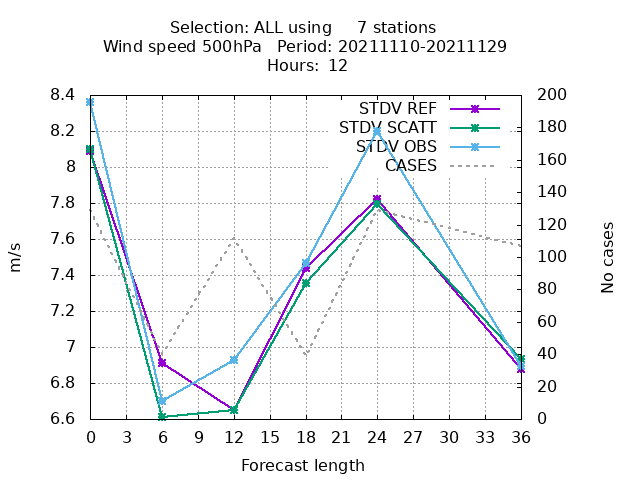 Selection: ALL using     7 stations
Wind speed 500hPa   Period: 20211110-20211129
Hours:  12
STDV REF
STDV SCATT
STDV OBS
CASES
8.4
8.2
8
7.8
7.6
7.4
7.2
7
6.8
6.6
200
180
160
140
120
100
80
60
40
20
0
m/s
No cases
0 3 6 9 12 15 18 21 24 27 30 33 36
Forecast length